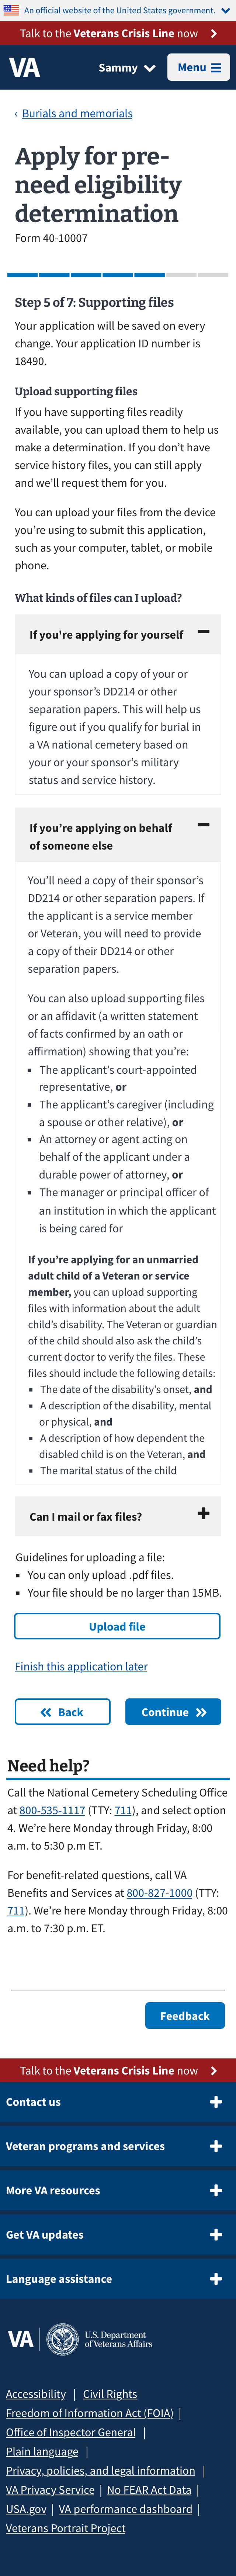 An official website of the United States government.
Talk to the Veterans Crisis Line now
VA
Sammy
Menu
‹ Burials and memorials
Apply for pre-
need eligibility
determination
Form 40-10007
Step 5 of 7: Supporting files
Your application will be saved on every
change. Your application ID number is
18490.
Upload supporting files
If you have supporting files readily
available, you can upload them to help us
make a determination. If you don’t have
service history files, you can still apply
and we’ll request them for you.
You can upload your files from the device
you’re using to submit this application,
such as your computer, tablet, or mobile
phone.
What kinds of files can I upload?
If you're applying for yourself
You can upload a copy of your or
your sponsor’s DD214 or other
separation papers. This will help us
figure out if you qualify for burial in
a VA national cemetery based on
your or your sponsor’s military
status and service history.
If you’re applying on behalf
of someone else
You’ll need a copy of their sponsor’s
DD214 or other separation papers. If
the applicant is a service member
or Veteran, you will need to provide
a copy of their DD214 or other
separation papers.
You can also upload supporting files
or an affidavit (a written statement
of facts confirmed by an oath or
affirmation) showing that you’re:
▪ The applicant’s court-appointed
representative, or
▪ The applicant’s caregiver (including
a spouse or other relative), or
▪ An attorney or agent acting on
behalf of the applicant under a
durable power of attorney, or
▪ The manager or principal officer of
an institution in which the applicant
is being cared for
If you’re applying for an unmarried
adult child of a Veteran or service
member, you can upload supporting
files with information about the adult
child’s disability. The Veteran or guardian
of the child should also ask the child’s
current doctor to verify the files. These
files should include the following details:
▪ The date of the disability’s onset, and
▪ A description of the disability, mental
or physical, and
▪ A description of how dependent the
disabled child is on the Veteran, and
▪ The marital status of the child
Can I mail or fax files?
Guidelines for uploading a file:
▪ You can only upload .pdf files.
▪ Your file should be no larger than 15MB.
Upload file
Finish this application later
Back
Continue
Need help?
Call the National Cemetery Scheduling Office
at 800-535-1117 (TTY: 711), and select option
4. We’re here Monday through Friday, 8:00
a.m. to 5:30 p.m ET.
For benefit-related questions, call VA
Benefits and Services at 800-827-1000 (TTY:
711). We’re here Monday through Friday, 8:00
a.m. to 7:30 p.m. ET.
Feedback
Talk to the Veterans Crisis Line now
Contact us
Veteran programs and services
More VA resources
Get VA updates
Language assistance
VA
U.S. Department
of Veterans Affairs
Accessibility | Civil Rights
Freedom of Information Act (FOIA) |
Office of Inspector General |
Plain language |
Privacy, policies, and legal information |
VA Privacy Service | No FEAR Act Data |
USA.gov | VA performance dashboard |
Veterans Portrait Project